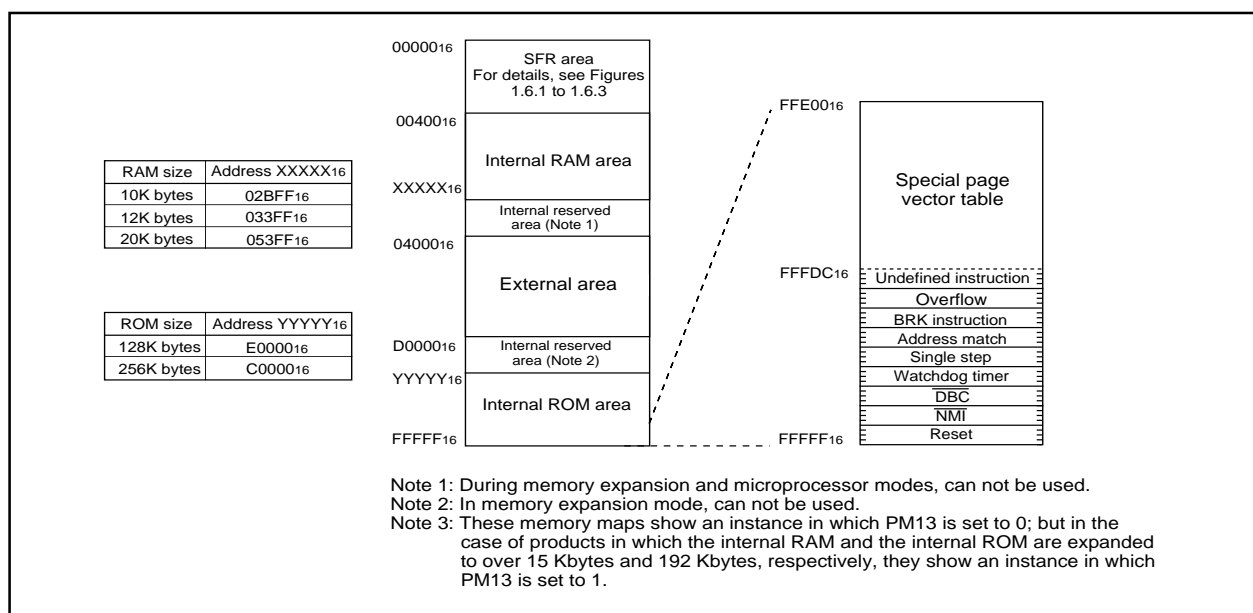 RAM size Address XXXXX16
10K bytes 02BFF16
12K bytes 033FF16
20K bytes 053FF16
ROM size Address YYYYY16
128K bytes E000016
256K bytes C000016
0000016
SFR area
For details, see Figures
1.6.1 to 1.6.3
0040016
Internal RAM area
XXXXX16
Internal reserved
area (Note 1)
0400016
External area
D000016
Internal reserved
area (Note 2)
YYYYY16
Internal ROM area
FFFFF16
FFE0016
Special page
vector table
FFFDC16
Undefined instruction
Overflow
BRK instruction
Address match
Single step
Watchdog timer
DBC
NMI
Reset
FFFFF16
Note 1: During memory expansion and microprocessor modes, can not be used.
Note 2: In memory expansion mode, can not be used.
Note 3: These memory maps show an instance in which PM13 is set to 0; but in the
case of products in which the internal RAM and the internal ROM are expanded
to over 15 Kbytes and 192 Kbytes, respectively, they show an instance in which
PM13 is set to 1.